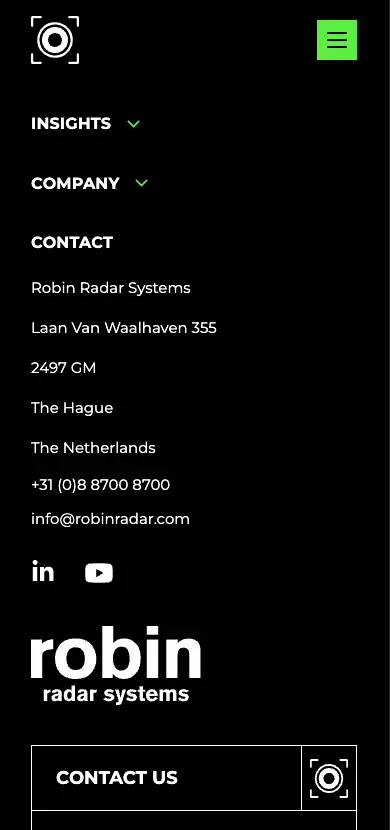 INSIGHTS
COMPANY
CONTACT
Robin Radar Systems
Laan Van Waalhaven 355
2497 GM
The Hague
The Netherlands
+31 (0)8 8700 8700
info@robinradar.com
in
robin
radar systems
CONTACT US